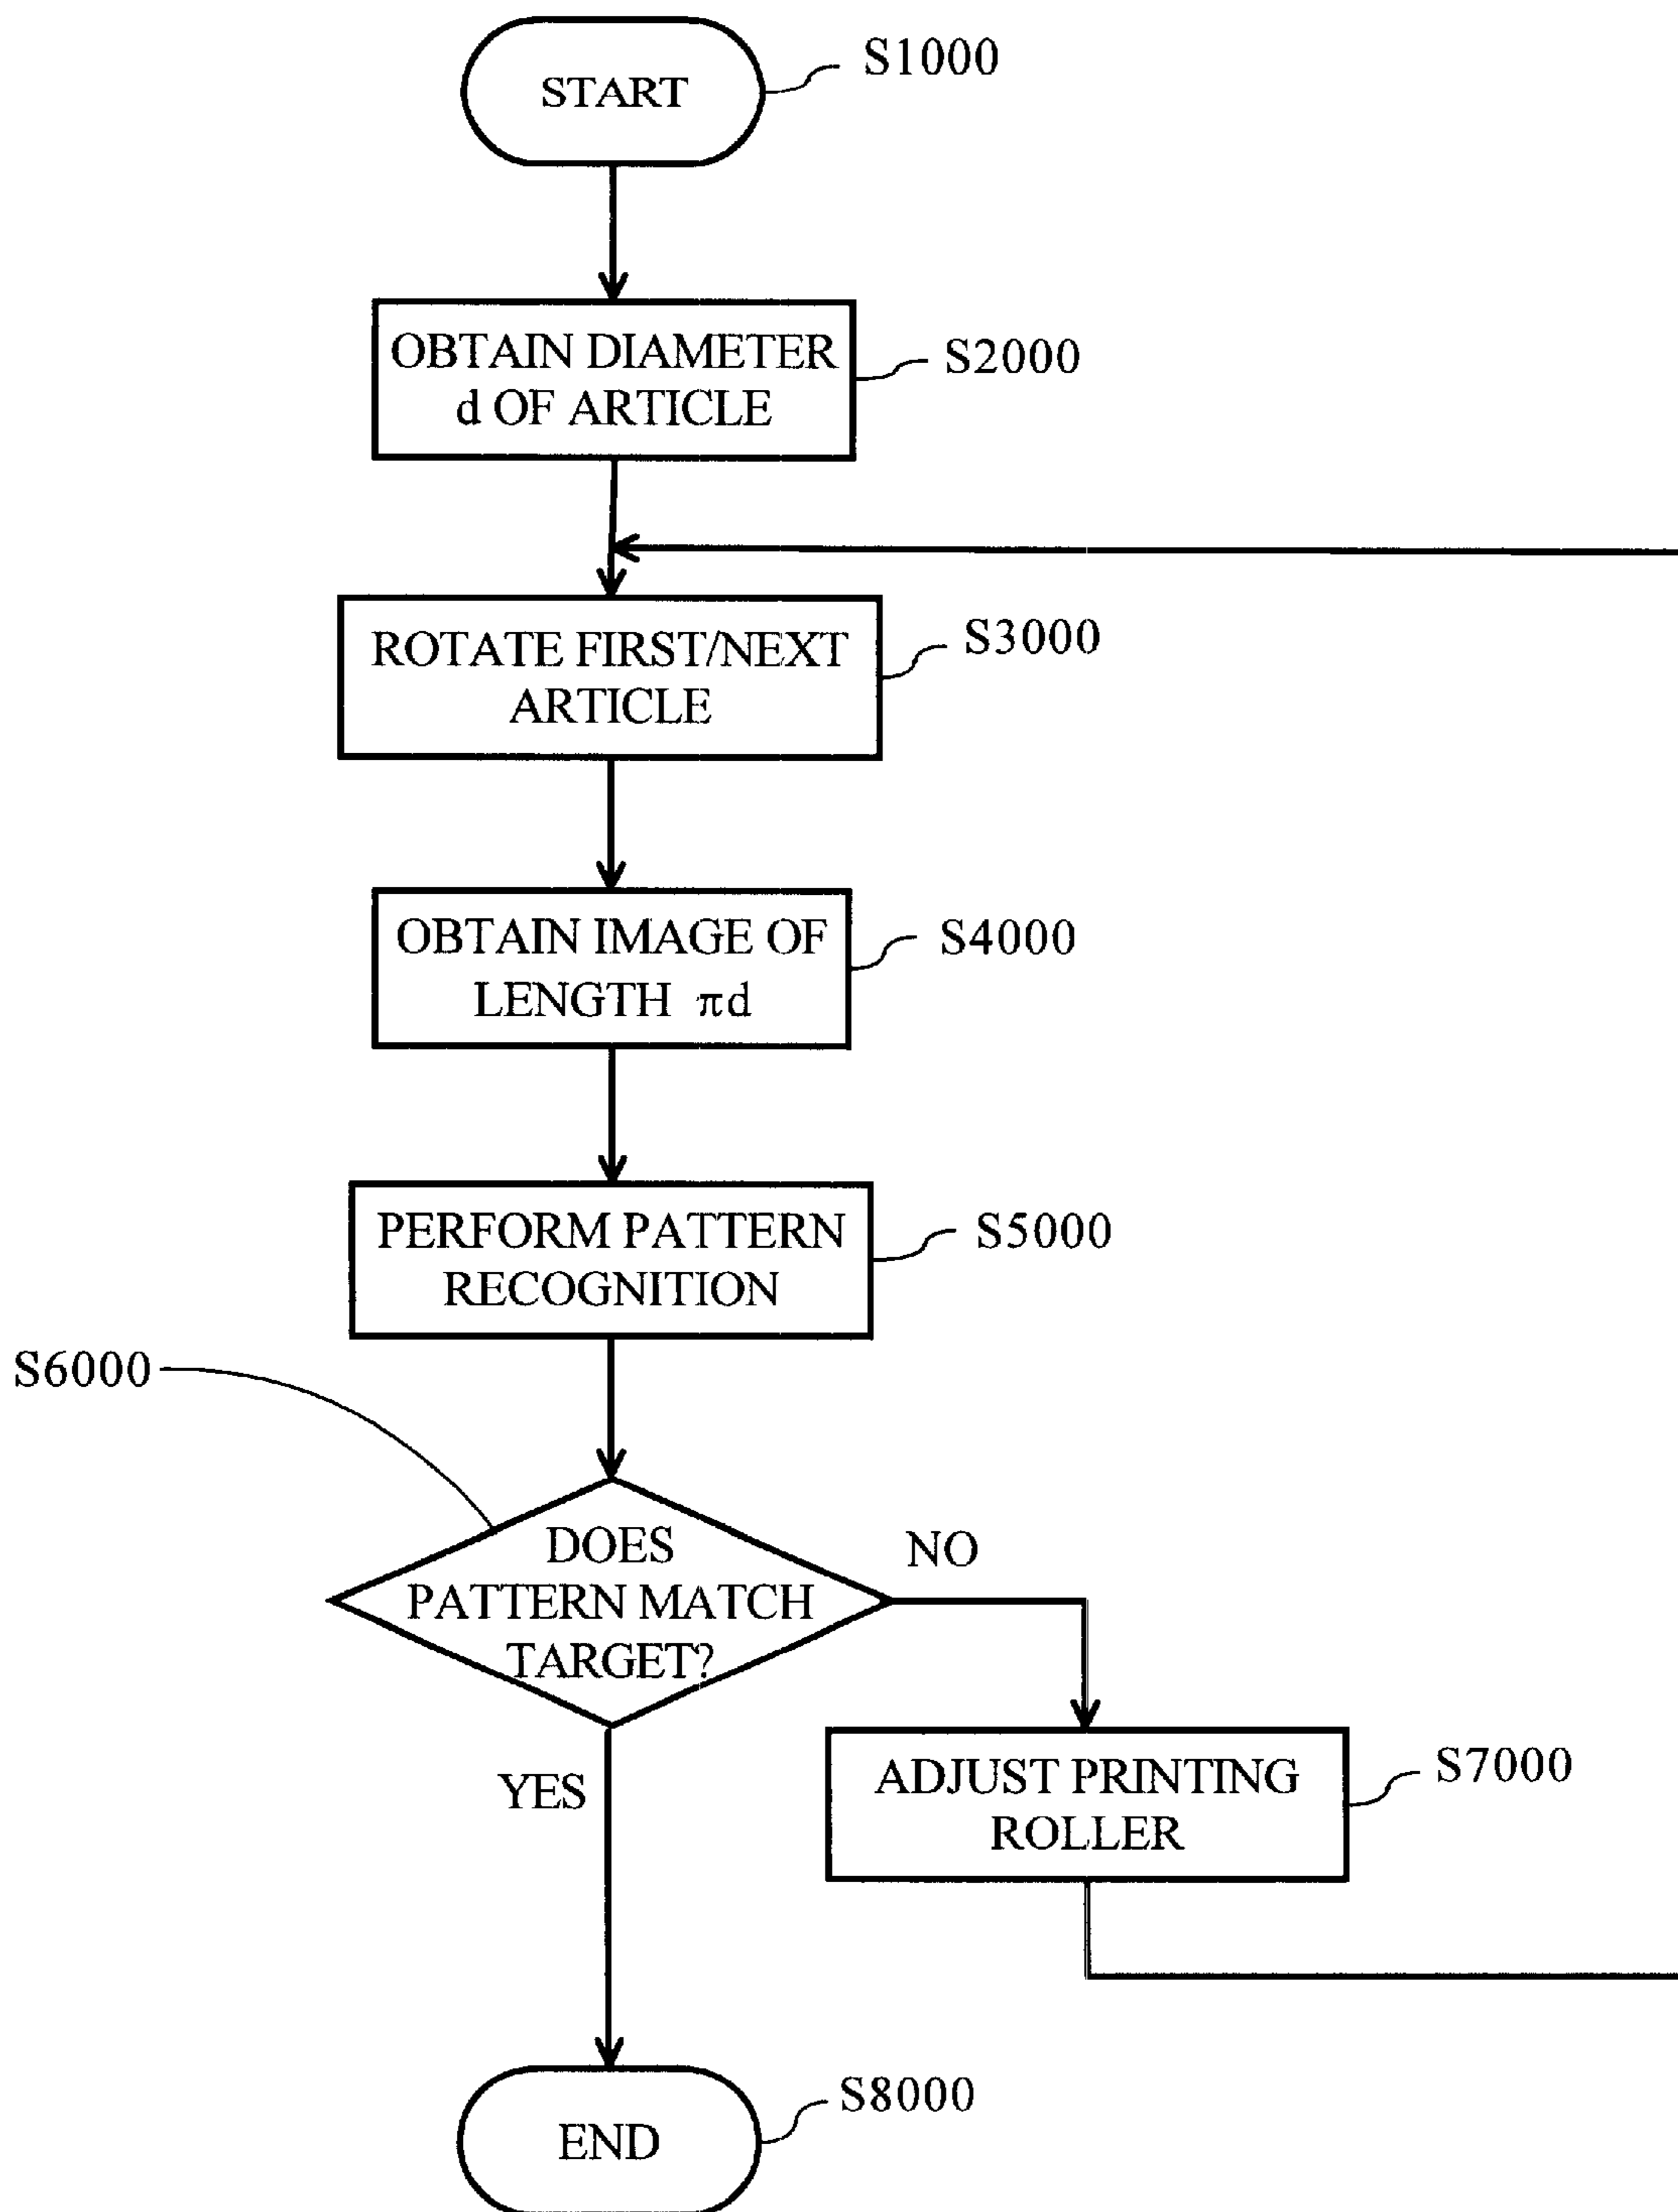 START
S1000
OBTAIN DIAMETER
d OF ARTICLE
S2000
ROTATE FIRST/NEXT
ARTICLE
S3000
OBTAIN IMAGE OF
LENGTH πd
S4000
PERFORM PATTERN
RECOGNITION
S5000
S6000
DOES
PATTERN MATCH
TARGET?
NO
YES
ADJUST PRINTING
ROLLER
S7000
END
S8000